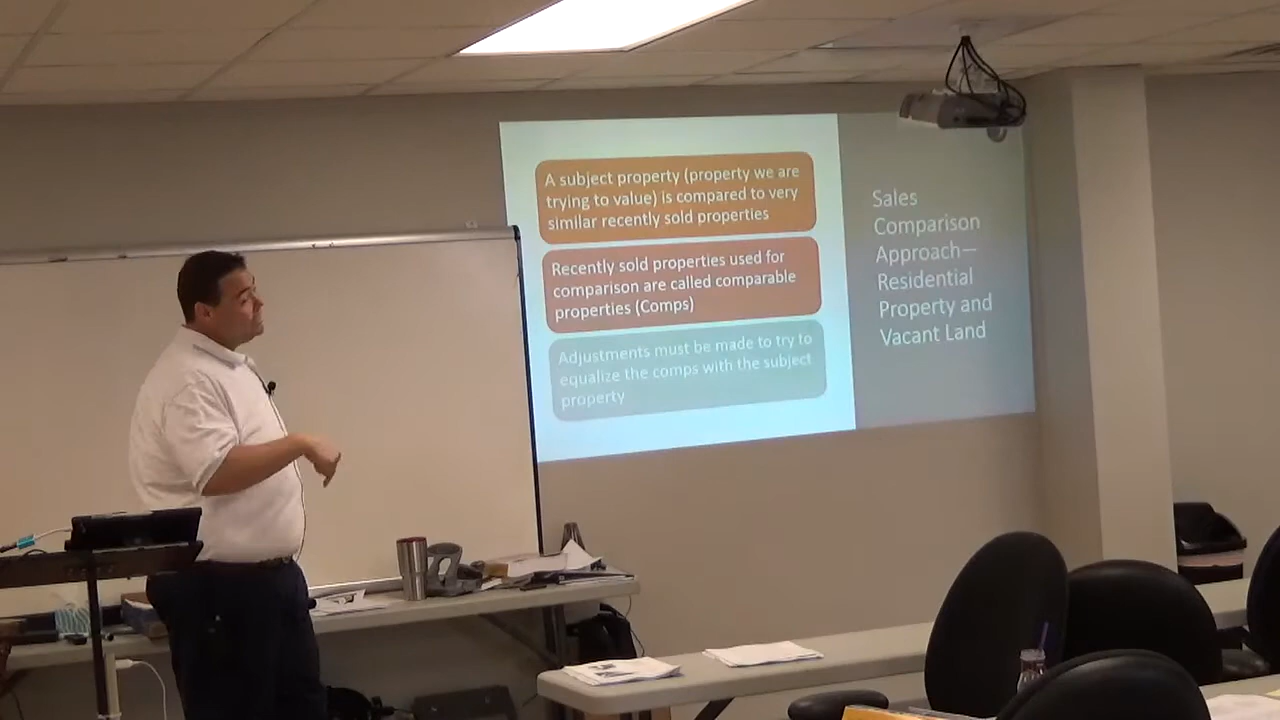 A subject property (property we are
trying to value) is compared to very
similar recently sold properties
Recently sold properties used for
comparison are called comparable
properties (Comps)
Adjustments must be made to try to
equalize the comps with the subject
property
Sales
Comparison
Approach—
Residential
Property and
Vacant Land